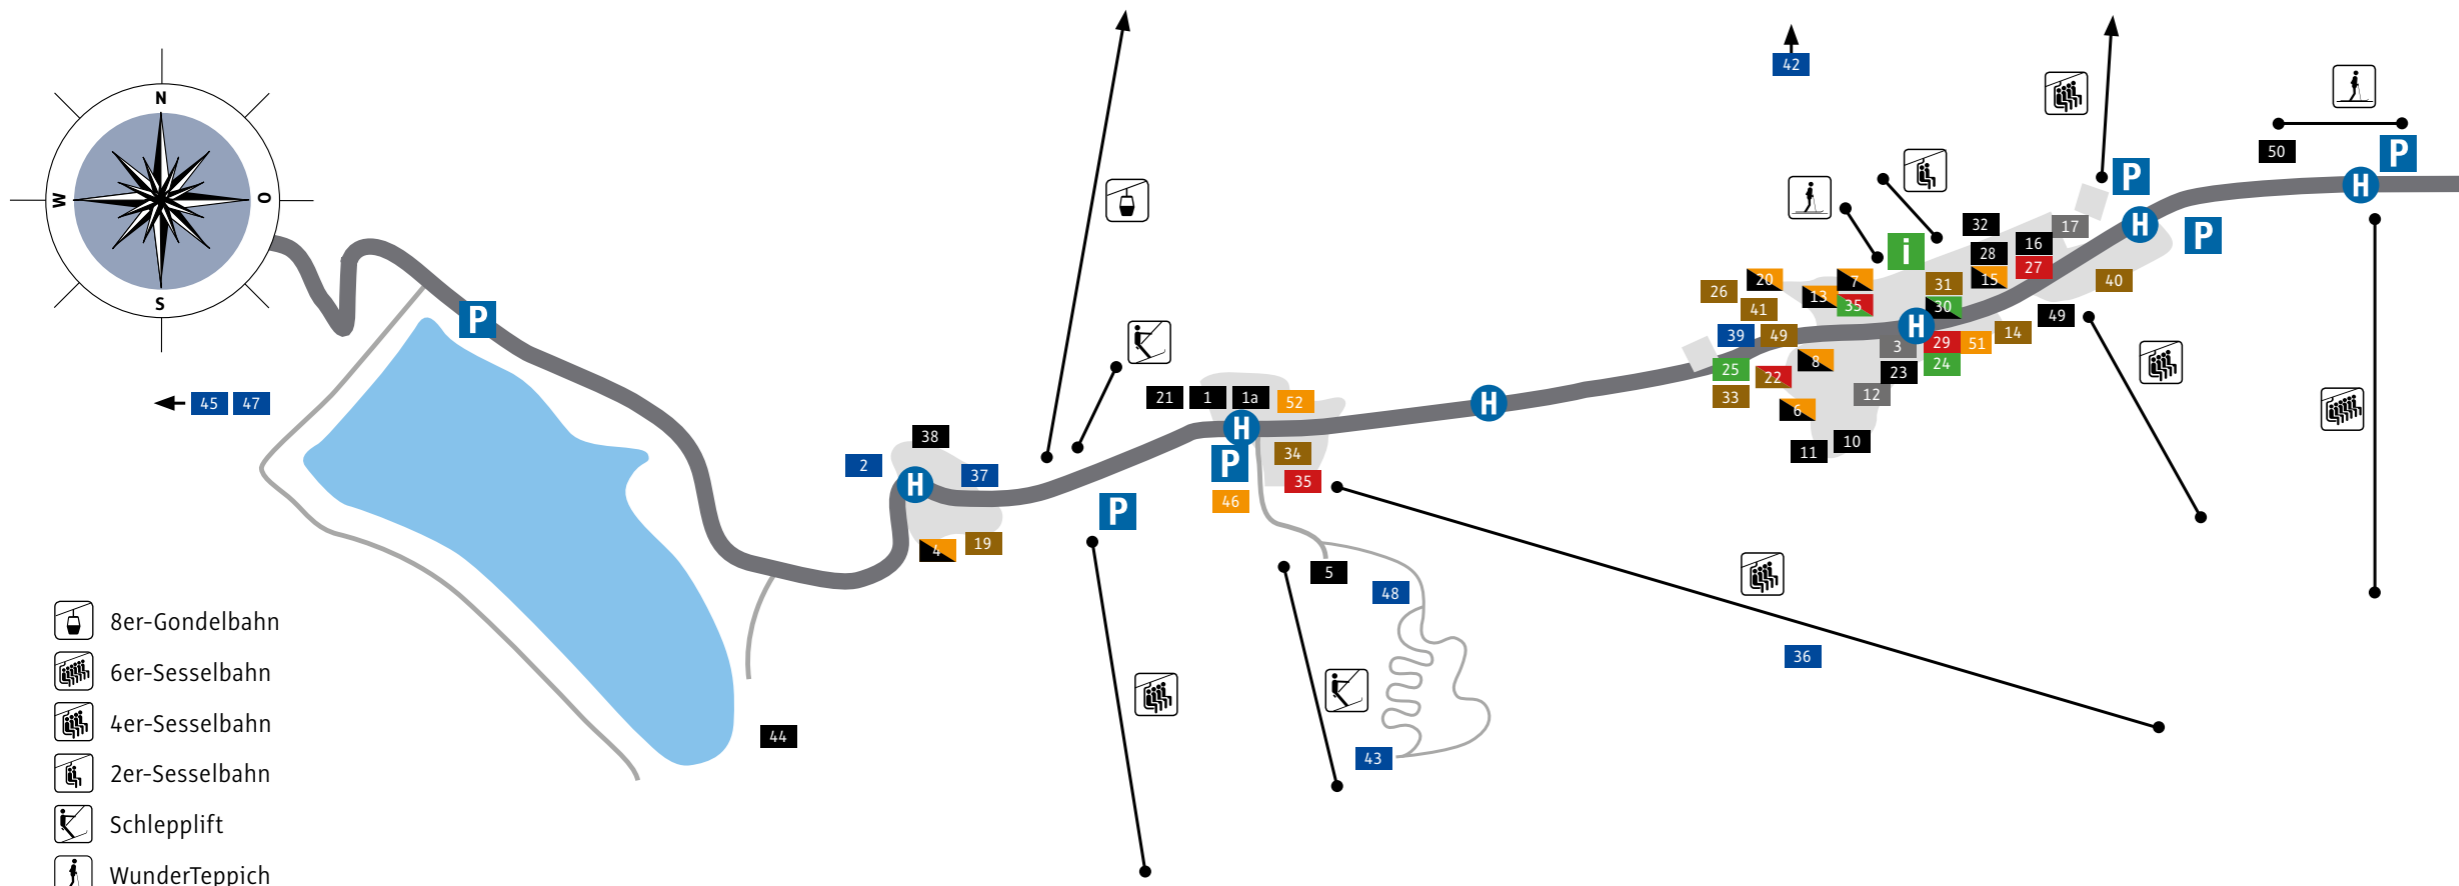 N
W
O
S
45 47
P
38
2
H
37
4
19
44
P
21 1 1a 52
H
P
34
35
46
5
48
43
36
H
42
26
20
41
13
7
35
39
49
25
22
33
8
6
11
10
12
3
23
29
51
24
H
30
31
i
15
28
32
16
27
17
14
49
40
H
P
P
50
P
H
8er-Gondelbahn
6er-Sesselbahn
4er-Sesselbahn
2er-Sesselbahn
Schlepplift
WunderTeppich